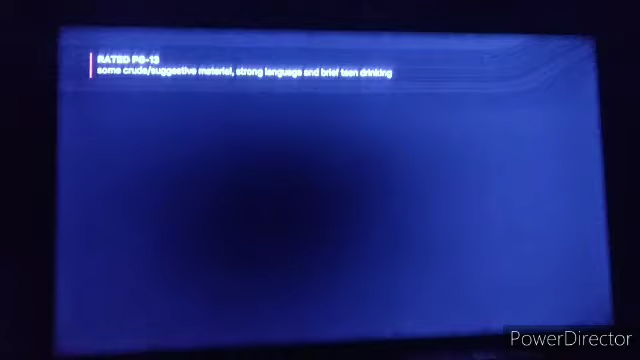 RATED PG-13
some crude/suggestive material, strong language and brief teen drinking
PowerDirector